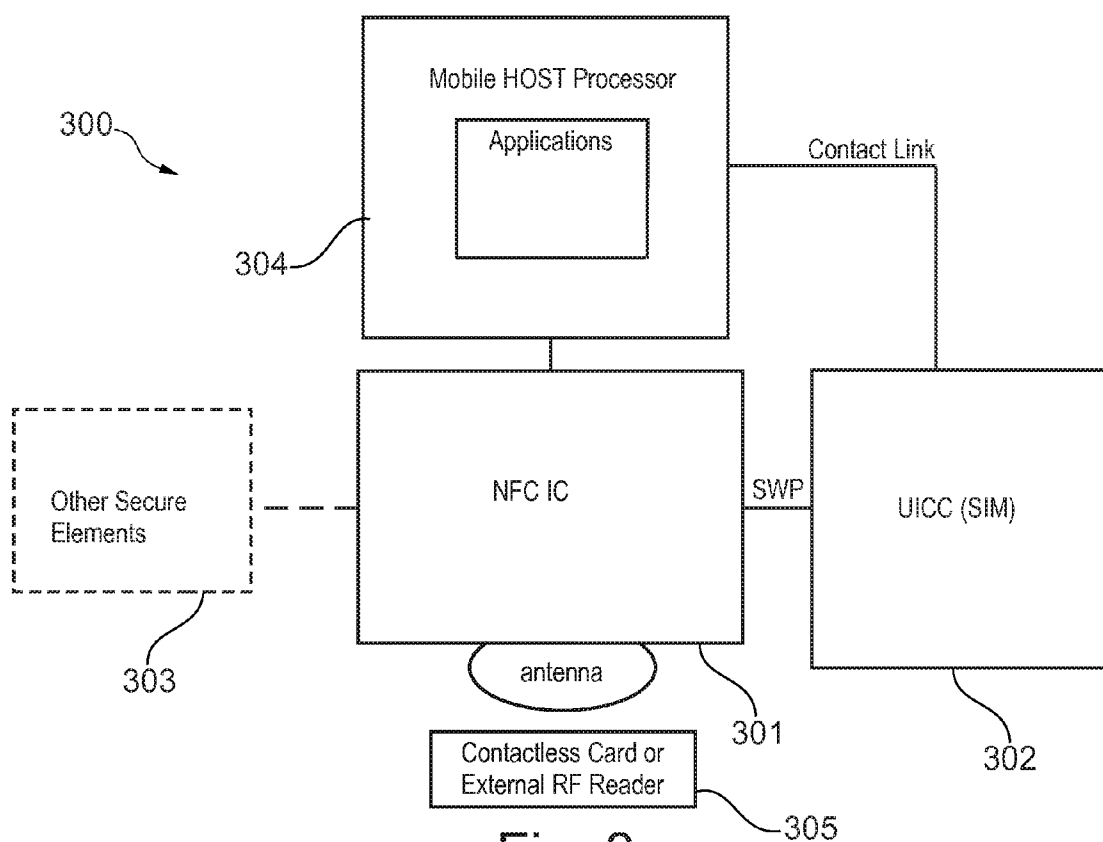 Mobile HOST Processor
300
Applications
Contact Link
304
Other Secure
Elements
NFC IC
SWP
UICC (SIM)
303
antenna
301
302
Contactless Card or
External RF Reader
305